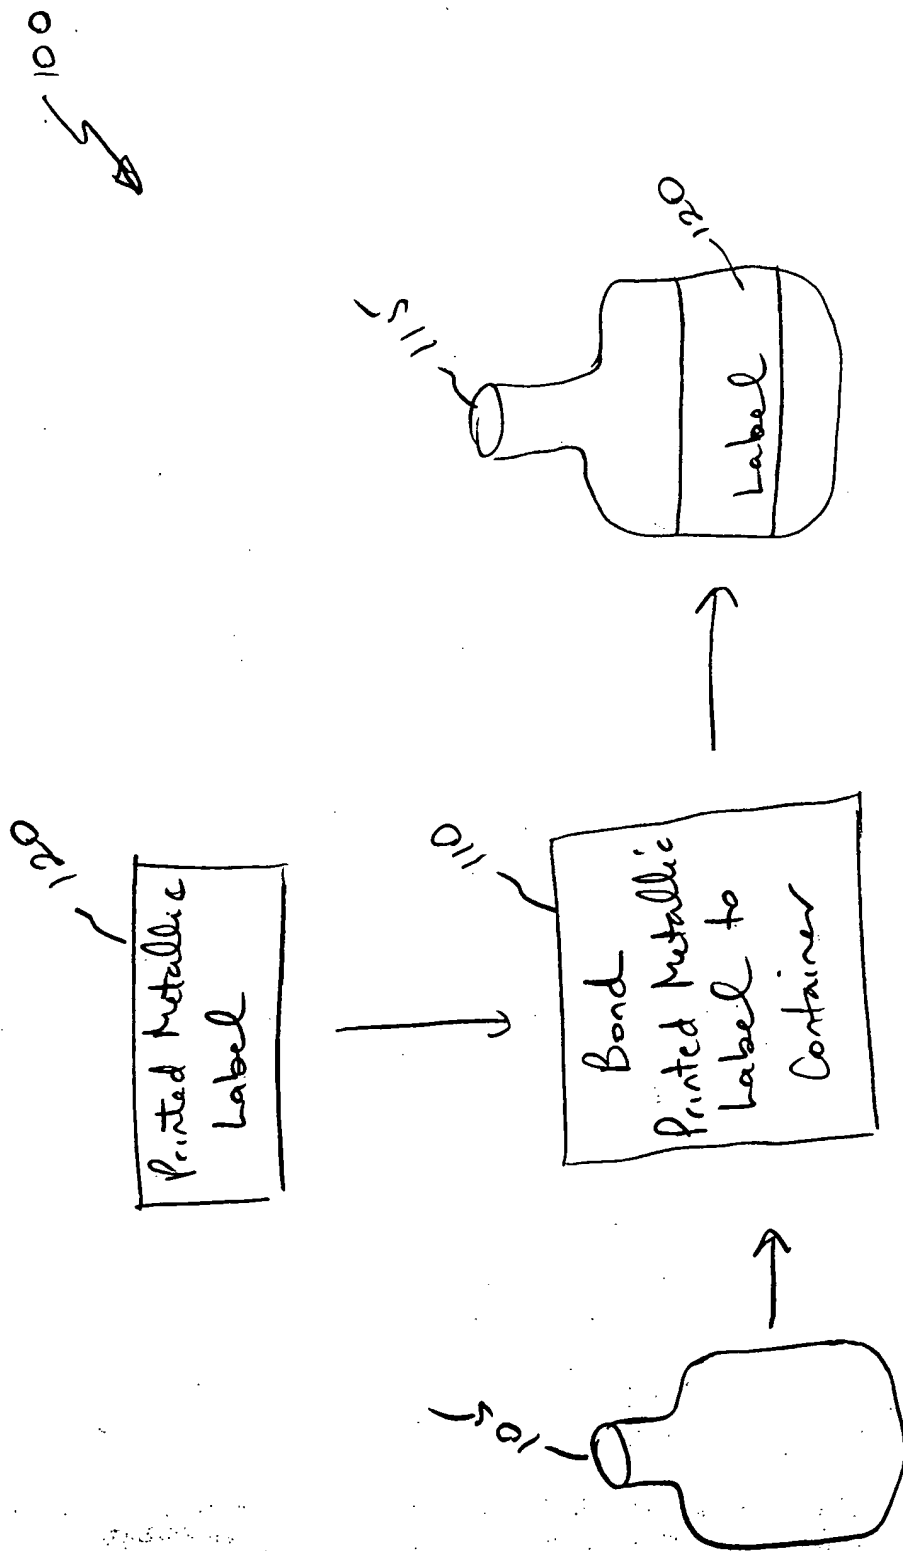 100
120
Printed Metallic
Label
115
110
Bond
Printed Metallic
Label to
Container
120
Label
105